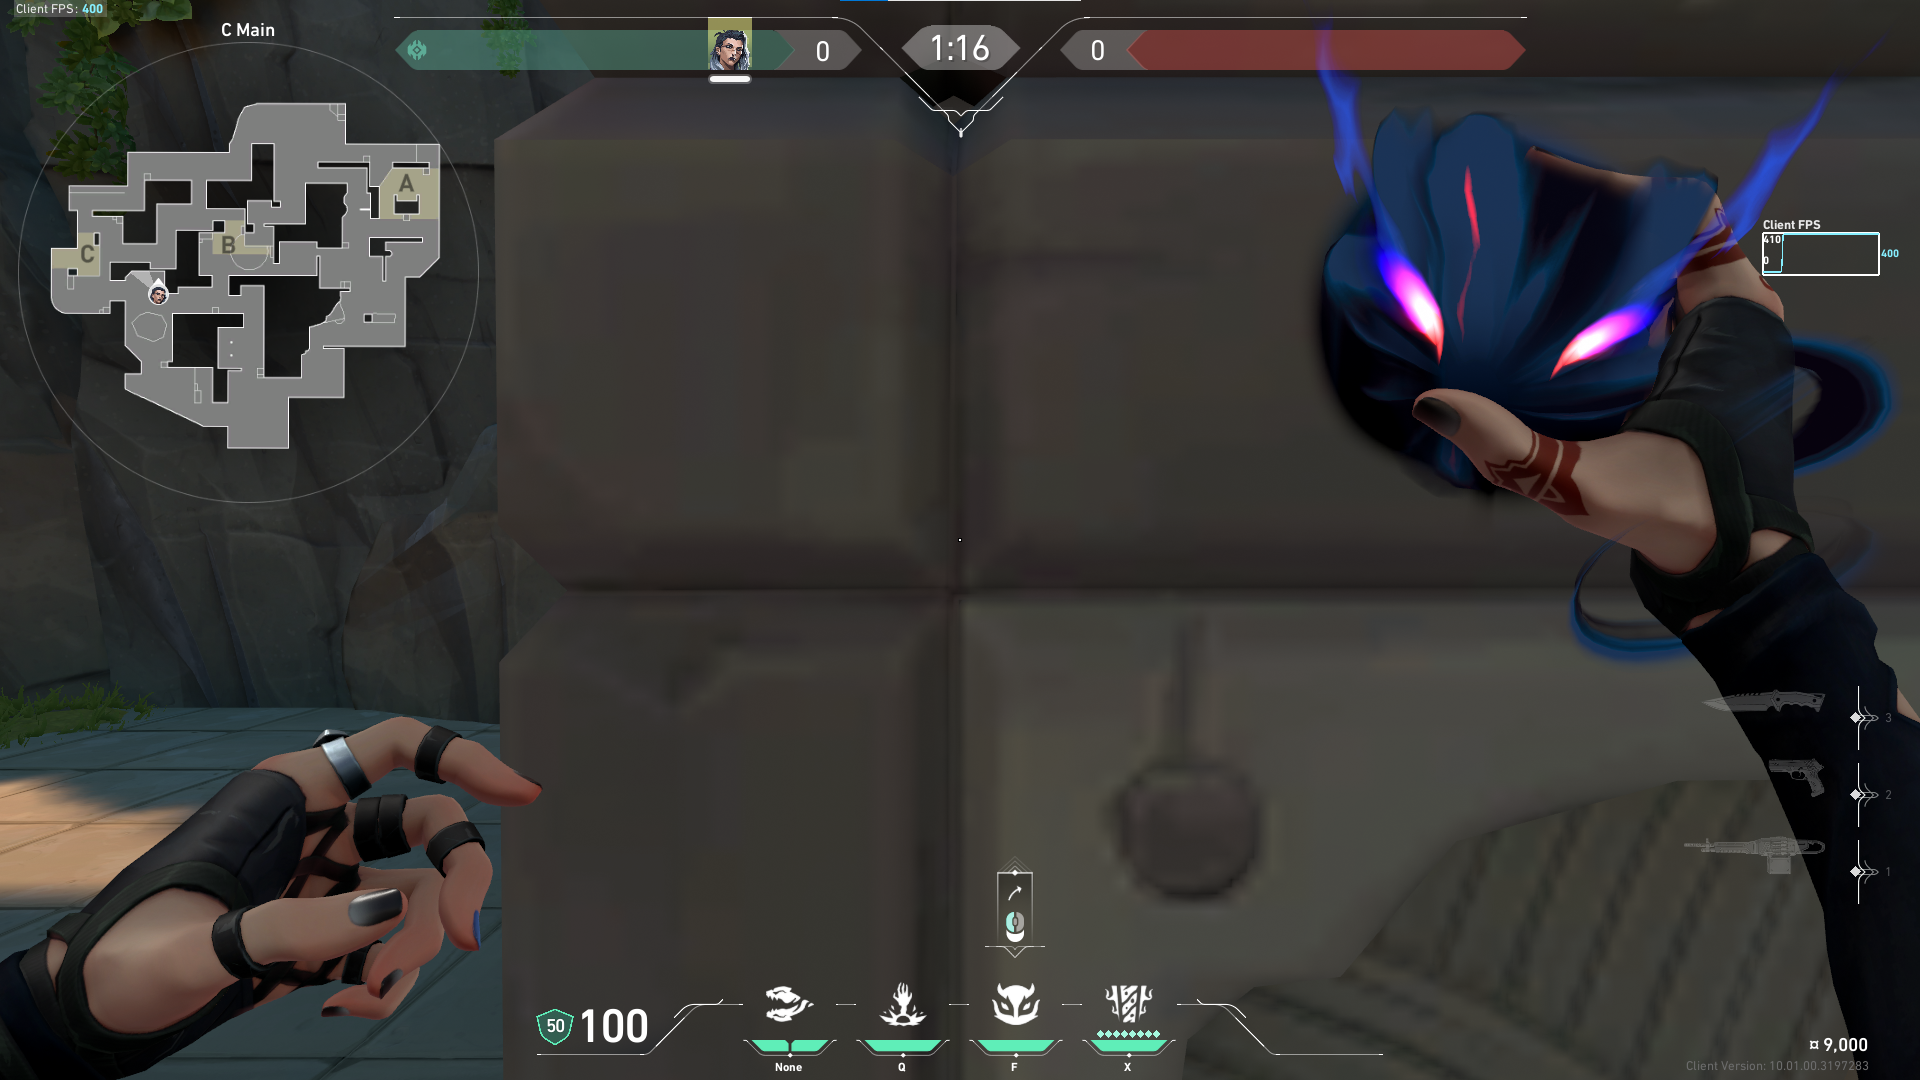 Client FPS: 400
C Main
0
1:16
0
A
B
C
Client FPS
410
0
400
3
2
1
50
100
None
Q
F
X
¤ 9,000
Client Version: 10.01.00.3197283